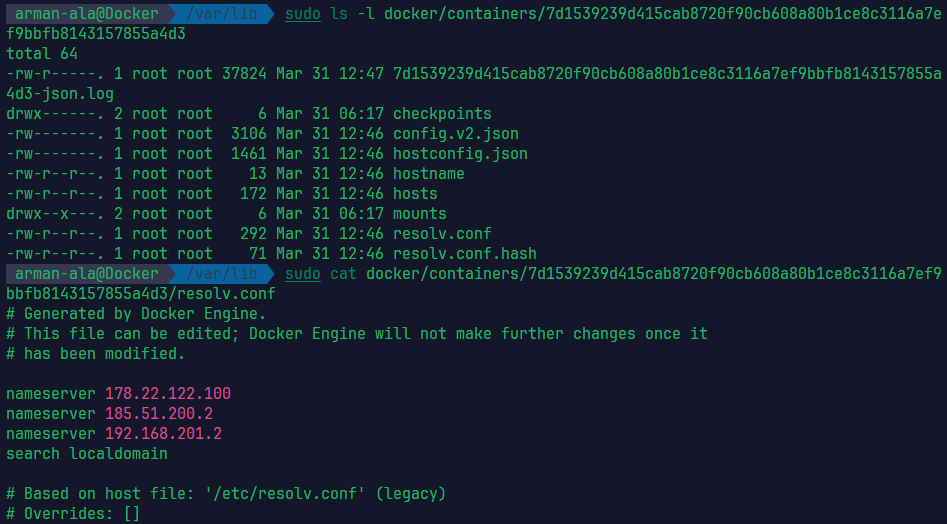 arman-ala@Docker /var/lib sudo ls -l docker/containers/7d1539239d415cab8720f90cb608a80b1ce8c3116a7e
f9bbfb8143157855a4d3
total 64
-rw-r-----. 1 root root 37824 Mar 31 12:47 7d1539239d415cab8720f90cb608a80b1ce8c3116a7ef9bbfb8143157855a
4d3-json.log
drwx------. 2 root root     6 Mar 31 06:17 checkpoints
-rw-------. 1 root root  3106 Mar 31 12:46 config.v2.json
-rw-------. 1 root root  1461 Mar 31 12:46 hostconfig.json
-rw-r--r--. 1 root root    13 Mar 31 12:46 hostname
-rw-r--r--. 1 root root   172 Mar 31 12:46 hosts
drwx--x---. 2 root root     6 Mar 31 06:17 mounts
-rw-r--r--. 1 root root   292 Mar 31 12:46 resolv.conf
-rw-r--r--. 1 root root    71 Mar 31 12:46 resolv.conf.hash
arman-ala@Docker /var/lib sudo cat docker/containers/7d1539239d415cab8720f90cb608a80b1ce8c3116a7ef9
bbfb8143157855a4d3/resolv.conf
# Generated by Docker Engine.
# This file can be edited; Docker Engine will not make further changes once it
# has been modified.

nameserver 178.22.122.100
nameserver 185.51.200.2
nameserver 192.168.201.2
search localdomain

# Based on host file: '/etc/resolv.conf' (legacy)
# Overrides: []